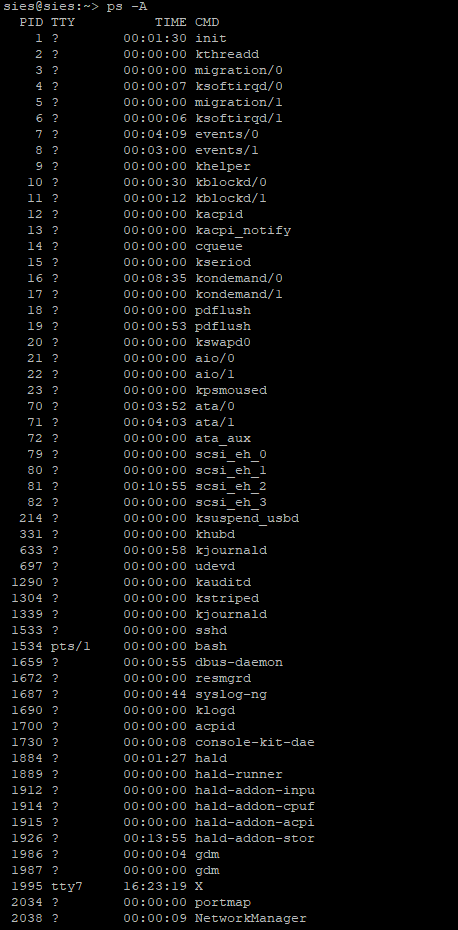 sies@sies:~> ps -A
  PID TTY          TIME CMD
    1 ?        00:01:30 init
    2 ?        00:00:00 kthreadd
    3 ?        00:00:00 migration/0
    4 ?        00:00:07 ksoftirqd/0
    5 ?        00:00:00 migration/1
    6 ?        00:00:06 ksoftirqd/1
    7 ?        00:04:09 events/0
    8 ?        00:03:00 events/1
    9 ?        00:00:00 khelper
   10 ?        00:00:30 kblockd/0
   11 ?        00:00:12 kblockd/1
   12 ?        00:00:00 kacpid
   13 ?        00:00:00 kacpi_notify
   14 ?        00:00:00 cqueue
   15 ?        00:00:00 kseriod
   16 ?        00:08:35 kondemand/0
   17 ?        00:00:00 kondemand/1
   18 ?        00:00:00 pdflush
   19 ?        00:00:53 pdflush
   20 ?        00:00:00 kswapd0
   21 ?        00:00:00 aio/0
   22 ?        00:00:00 aio/1
   23 ?        00:00:00 kpsmoused
   70 ?        00:03:52 ata/0
   71 ?        00:04:03 ata/1
   72 ?        00:00:00 ata_aux
   79 ?        00:00:00 scsi_eh_0
   80 ?        00:00:00 scsi_eh_1
   81 ?        00:10:55 scsi_eh_2
   82 ?        00:00:00 scsi_eh_3
  214 ?        00:00:00 ksuspend_usbd
  331 ?        00:00:00 khubd
  633 ?        00:00:58 kjournald
  697 ?        00:00:00 udevd
 1290 ?        00:00:00 kauditd
 1304 ?        00:00:00 kstriped
 1339 ?        00:00:00 kjournald
 1533 ?        00:00:00 sshd
 1534 pts/1    00:00:00 bash
 1659 ?        00:00:55 dbus-daemon
 1672 ?        00:00:00 resmgrd
 1687 ?        00:00:44 syslog-ng
 1690 ?        00:00:00 klogd
 1700 ?        00:00:00 acpid
 1730 ?        00:00:08 console-kit-dae
 1884 ?        00:01:27 hald
 1889 ?        00:00:00 hald-runner
 1912 ?        00:00:00 hald-addon-inpu
 1914 ?        00:00:00 hald-addon-cpuf
 1915 ?        00:00:00 hald-addon-acpi
 1926 ?        00:13:55 hald-addon-stor
 1986 ?        00:00:04 gdm
 1987 ?        00:00:00 gdm
 1995 tty7     16:23:19 X
 2034 ?        00:00:00 portmap
 2038 ?        00:00:09 NetworkManager